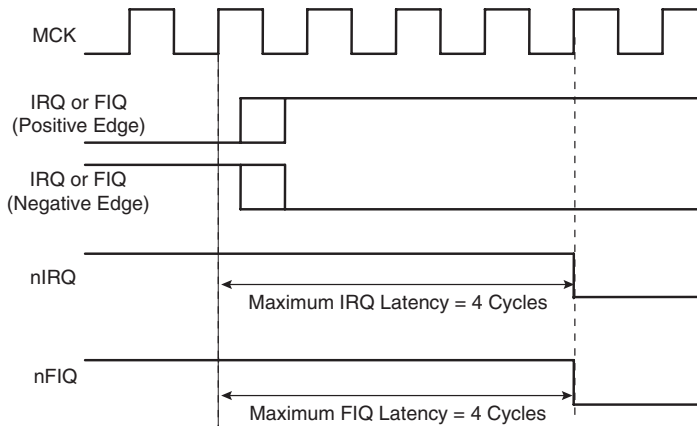 MCK
IRQ or FIQ
(Positive Edge)
IRQ or FIQ
(Negative Edge)
nIRQ
Maximum IRQ Latency = 4 Cycles
nFIQ
Maximum FIQ Latency = 4 Cycles